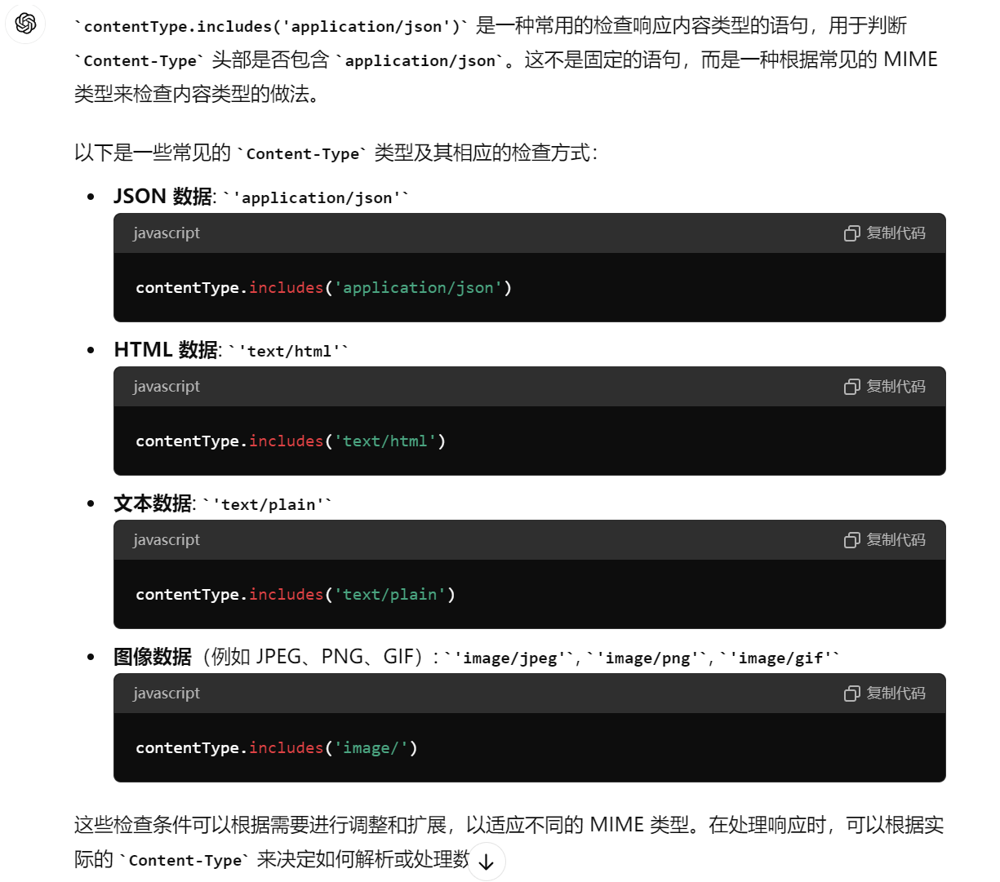 `contentType.includes('application/json')` 是一种常用的检查响应内容类型的语句，用于判断
`Content-Type` 头部是否包含 `application/json`。这不是固定的语句，而是一种根据常见的 MIME
类型来检查内容类型的做法。
以下是一些常见的 `Content-Type` 类型及其相应的检查方式：
• JSON 数据: `'application/json'`
javascript 复制代码
contentType.includes('application/json')
• HTML 数据: `'text/html'`
javascript 复制代码
contentType.includes('text/html')
• 文本数据: `'text/plain'`
javascript 复制代码
contentType.includes('text/plain')
• 图像数据（例如 JPEG、PNG、GIF）: `'image/jpeg'`, `'image/png'`, `'image/gif'`
javascript 复制代码
contentType.includes('image/')
这些检查条件可以根据需要进行调整和扩展，以适应不同的 MIME 类型。在处理响应时，可以根据实
际的 `Content-Type` 来决定如何解析或处理数